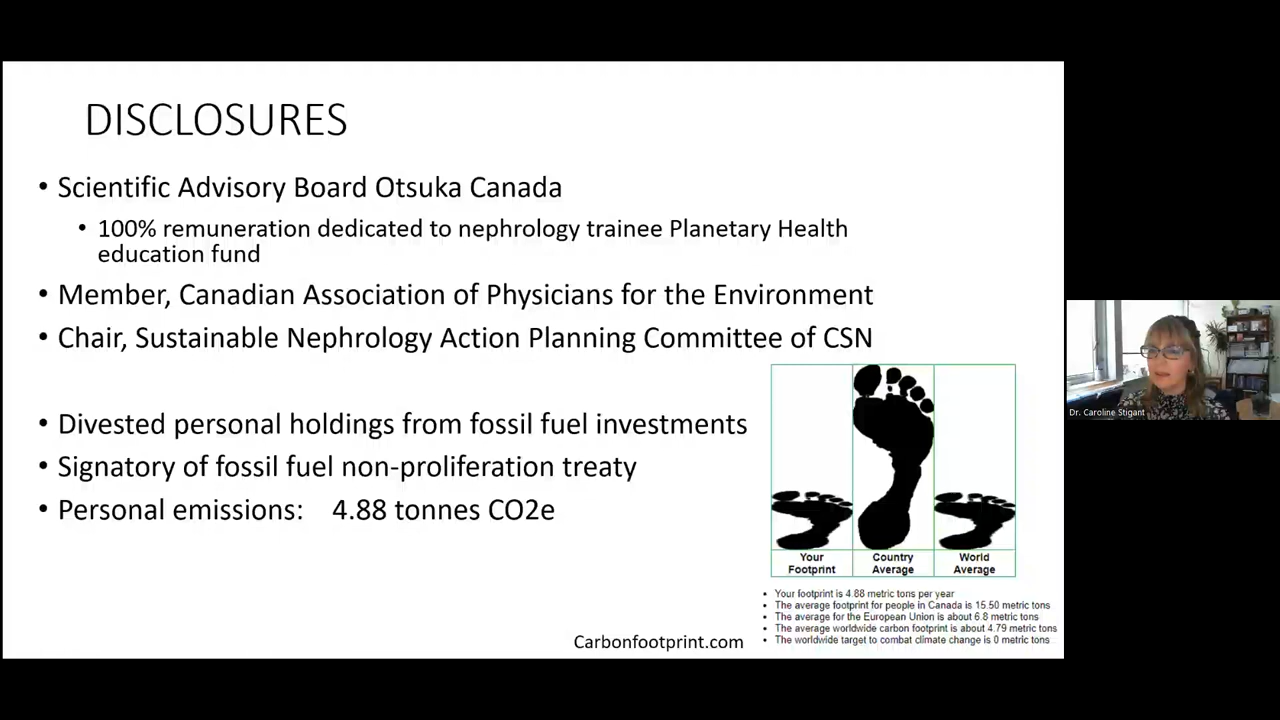 DISCLOSURES
• Scientific Advisory Board Otsuka Canada
• 100% remuneration dedicated to nephrology trainee Planetary Health
education fund
• Member, Canadian Association of Physicians for the Environment
• Chair, Sustainable Nephrology Action Planning Committee of CSN
• Divested personal holdings from fossil fuel investments
• Signatory of fossil fuel non-proliferation treaty
• Personal emissions: 4.88 tonnes CO2e
Your
Footprint
Country
Average
World
Average
• Your footprint is 4.88 metric tons per year
• The average footprint for people in Canada is 15.50 metric tons
• The average for the European Union is about 6.8 metric tons
• The average worldwide carbon footprint is about 4.79 metric tons
• The worldwide target to combat climate change is 0 metric tons
Carbonfootprint.com
Dr. Caroline Stigant